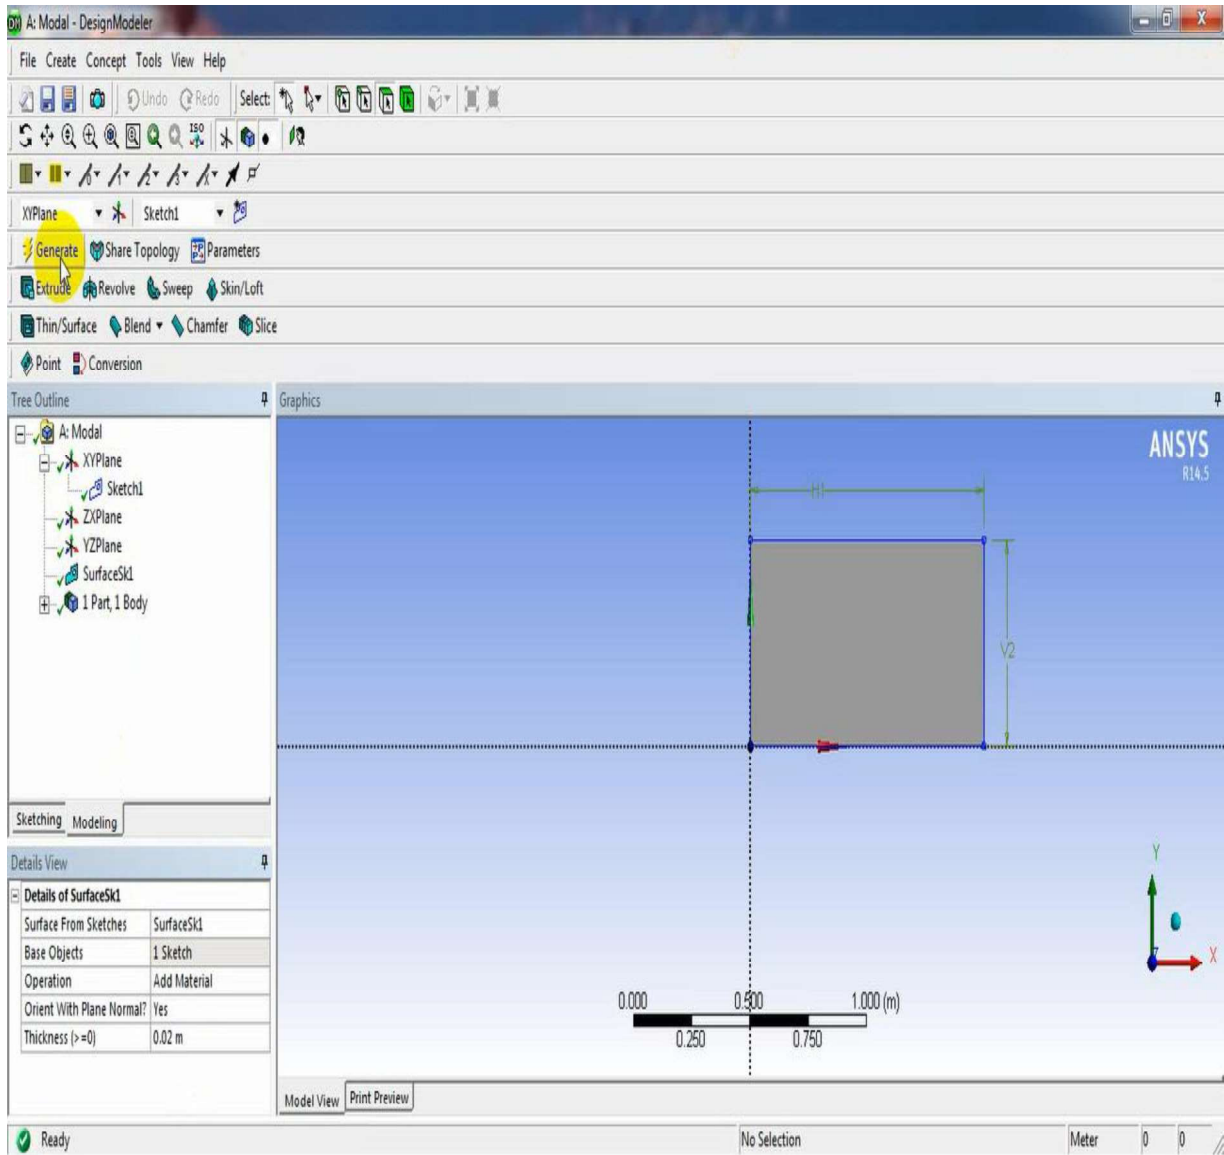 DM A: Modal - DesignModeler
File Create Concept Tools View Help
Undo Redo Select:
ISO
XYPlane Sketch1
Generate Share Topology Parameters
Extrude Revolve Sweep Skin/Loft
Thin/Surface Blend Chamfer Slice
Point Conversion
Tree Outline
A: Modal
XYPlane
Sketch1
ZXPlane
YZPlane
SurfaceSk1
1 Part, 1 Body
Sketching Modeling
Details View
Details of SurfaceSk1
Surface From Sketches SurfaceSk1
Base Objects 1 Sketch
Operation Add Material
Orient With Plane Normal? Yes
Thickness (>=0) 0.02 m
Graphics
ANSYS
R14.5
H1
V2
Y
X
Z
0.000 0.500 1.000 (m)
0.250 0.750
Model View Print Preview
Ready No Selection Meter 0 0